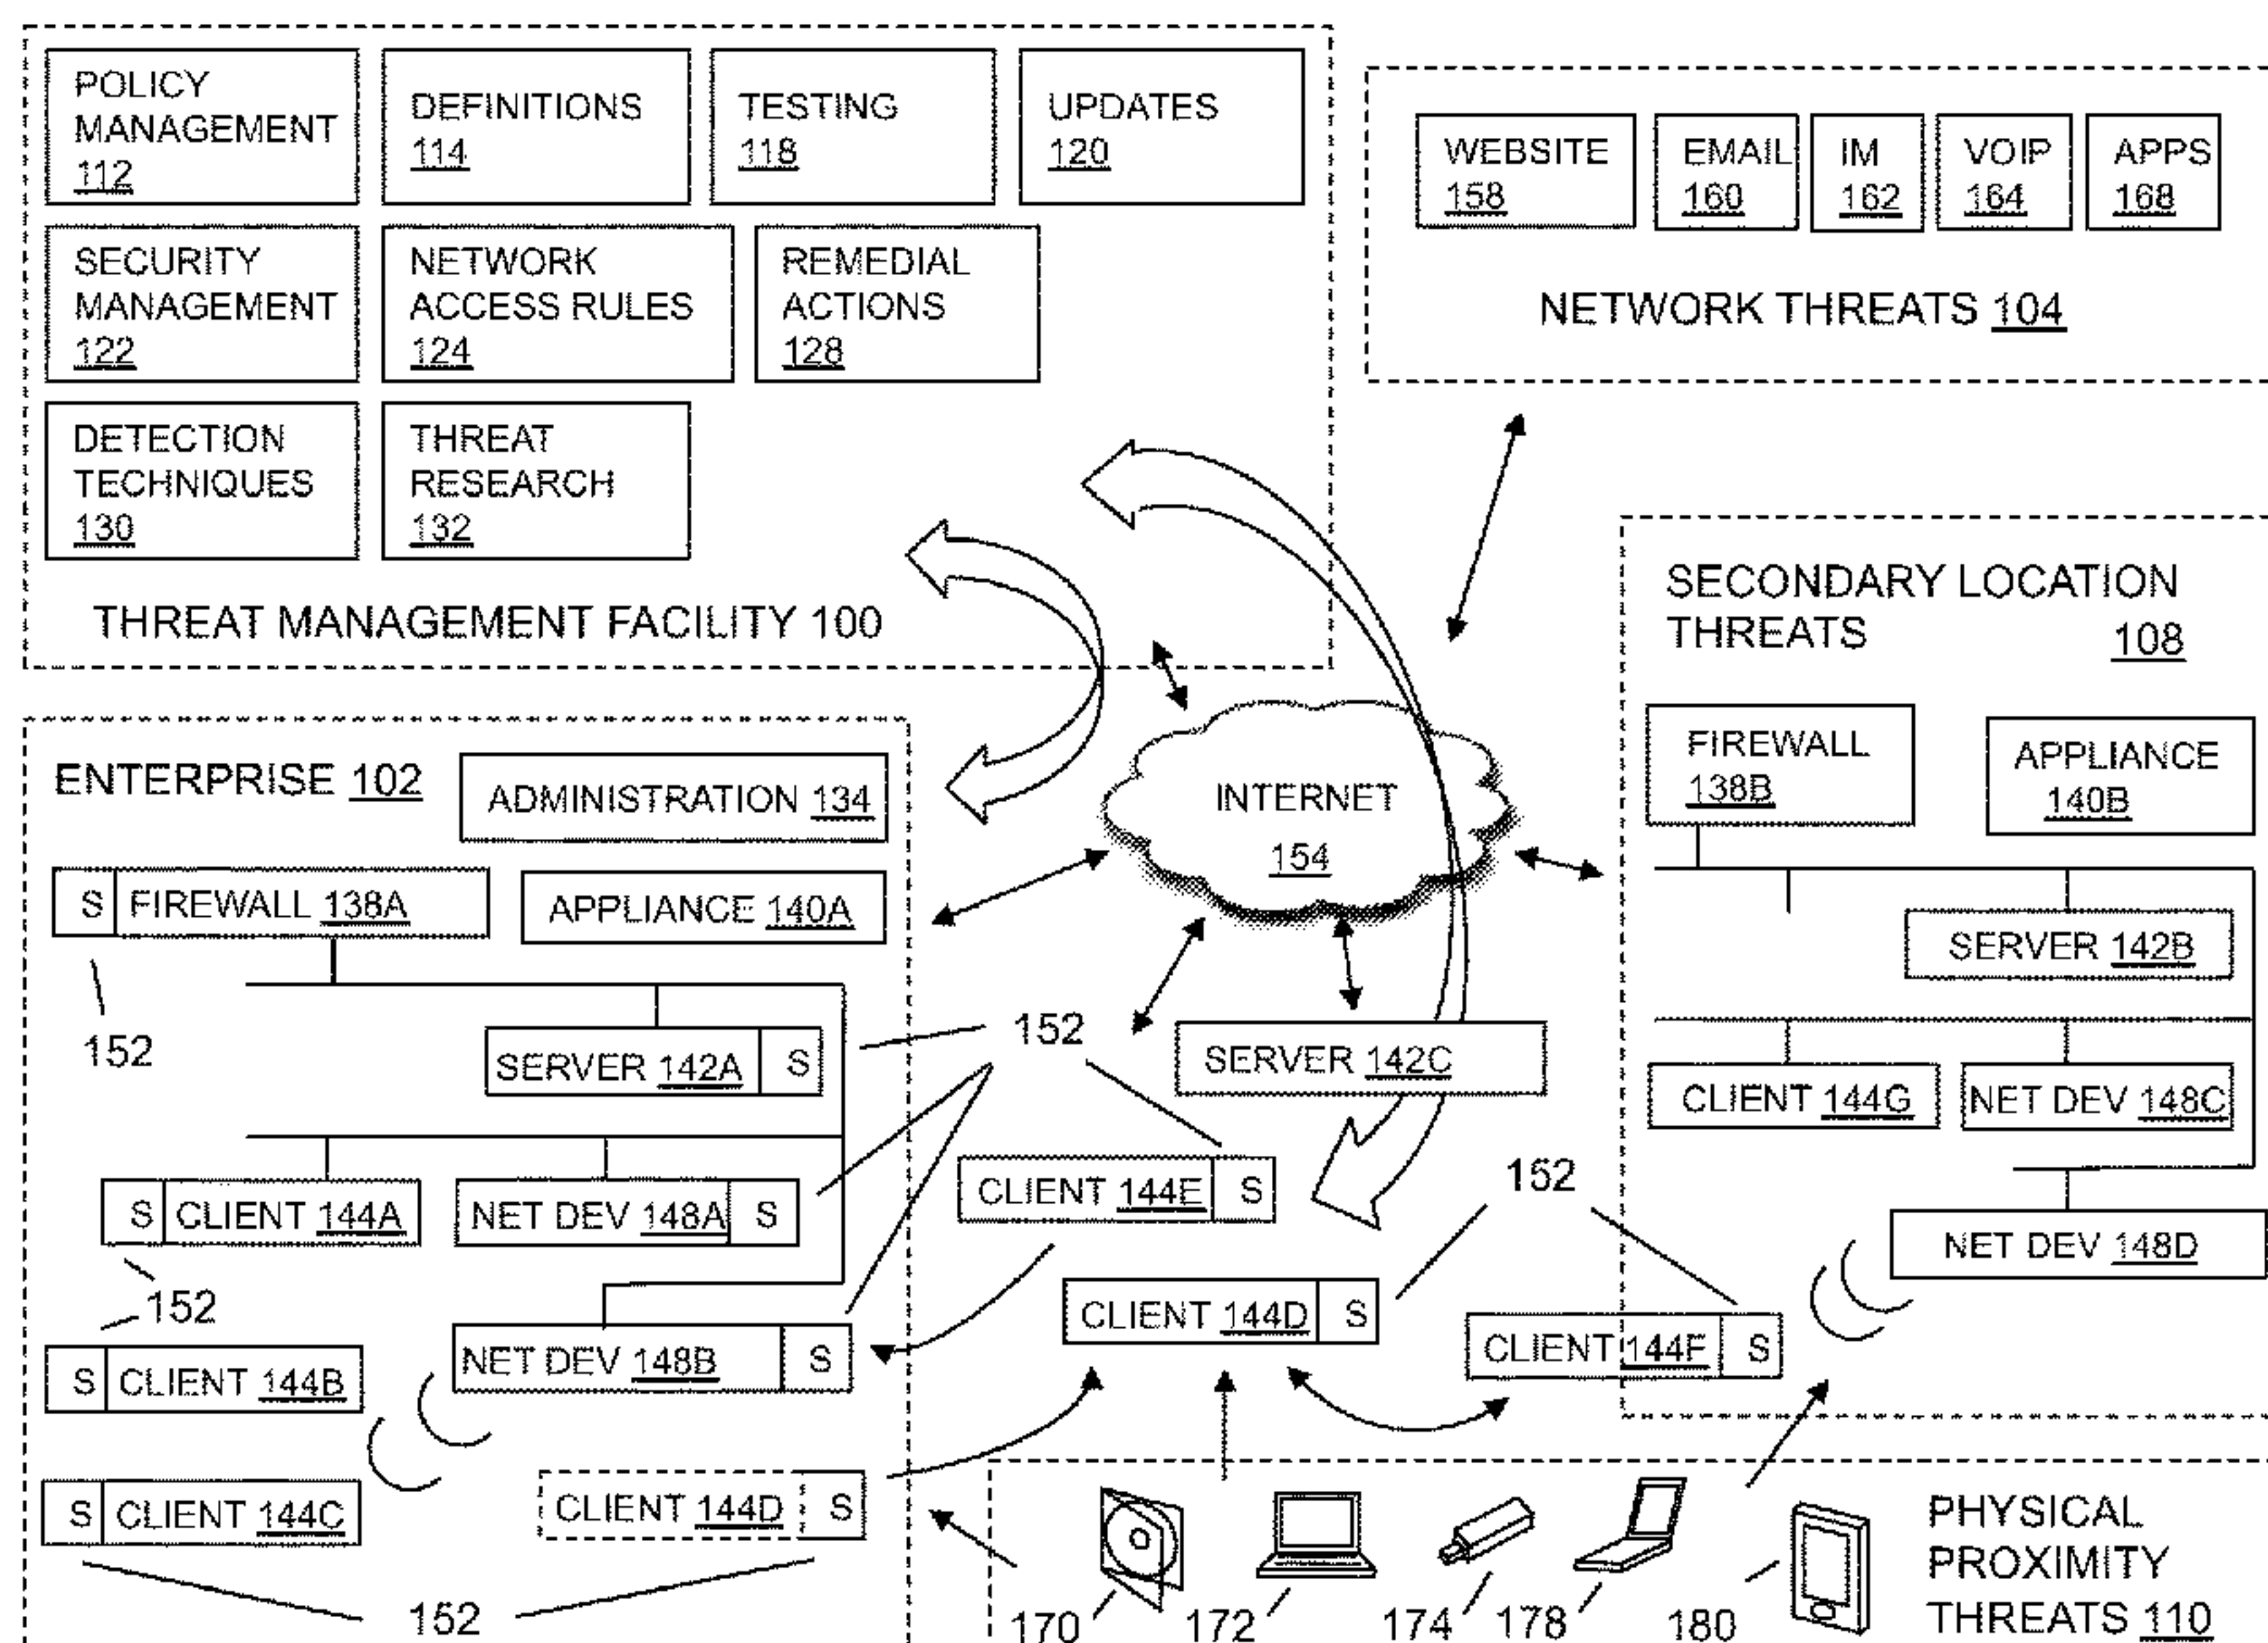 POLICY
MANAGEMENT
112
DEFINITIONS
114
TESTING
118
UPDATES
120
SECURITY
MANAGEMENT
122
NETWORK
ACCESS RULES
124
REMEDIAL
ACTIONS
128
DETECTION
TECHNIQUES
130
THREAT
RESEARCH
132
THREAT MANAGEMENT FACILITY 100
WEBSITE
158
EMAIL
160
IM
162
VOIP
164
APPS
168
NETWORK THREATS 104
SECONDARY LOCATION
THREATS 108
FIREWALL
138B
APPLIANCE
140B
SERVER 142B
CLIENT 144G
NET DEV 148C
NET DEV 148D
INTERNET
154
SERVER 142C
152
CLIENT 144E S
CLIENT 144D S
152
CLIENT 144F S
ENTERPRISE 102
ADMINISTRATION 134
S FIREWALL 138A
APPLIANCE 140A
152
SERVER 142A S
S CLIENT 144A
NET DEV 148A S
152
S CLIENT 144B
NET DEV 148B S
S CLIENT 144C
CLIENT 144D S
152
170
172
174
178
180
PHYSICAL
PROXIMITY
THREATS 110